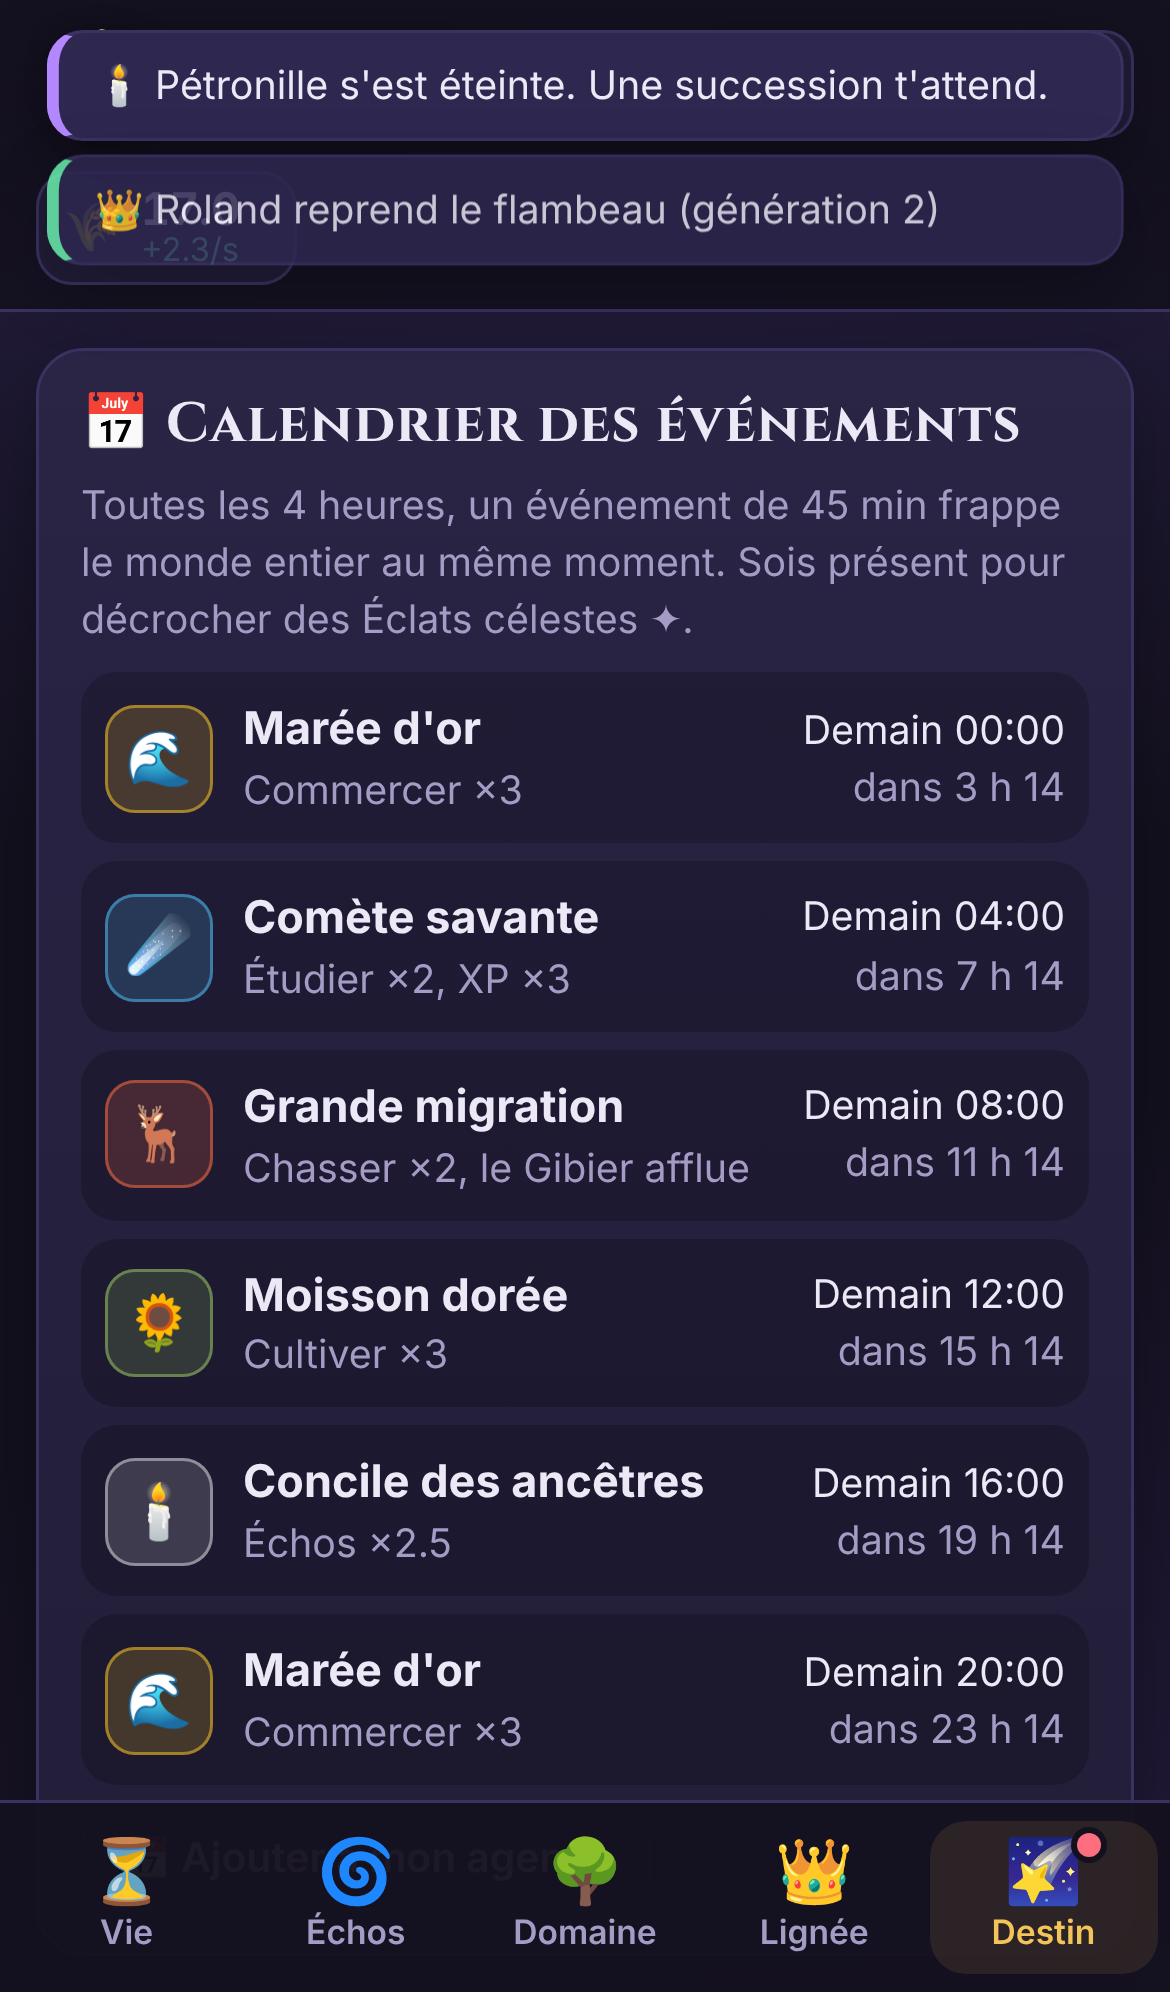 Pétronille s'est éteinte. Une succession t'attend.
Roland reprend le flambeau (génération 2)
+2.3/s
July
17
Calendrier des événements
Toutes les 4 heures, un événement de 45 min frappe
le monde entier au même moment. Sois présent pour
décrocher des Éclats célestes ✦.
Marée d'or
Demain 00:00
Commercer ×3
dans 3 h 14
Comète savante
Demain 04:00
Étudier ×2, XP ×3
dans 7 h 14
Grande migration
Demain 08:00
Chasser ×2, le Gibier afflue
dans 11 h 14
Moisson dorée
Demain 12:00
Cultiver ×3
dans 15 h 14
Concile des ancêtres
Demain 16:00
Échos ×2.5
dans 19 h 14
Marée d'or
Demain 20:00
Commercer ×3
dans 23 h 14
Ajouter mon
Vie
Échos
Domaine
Lignée
Destin